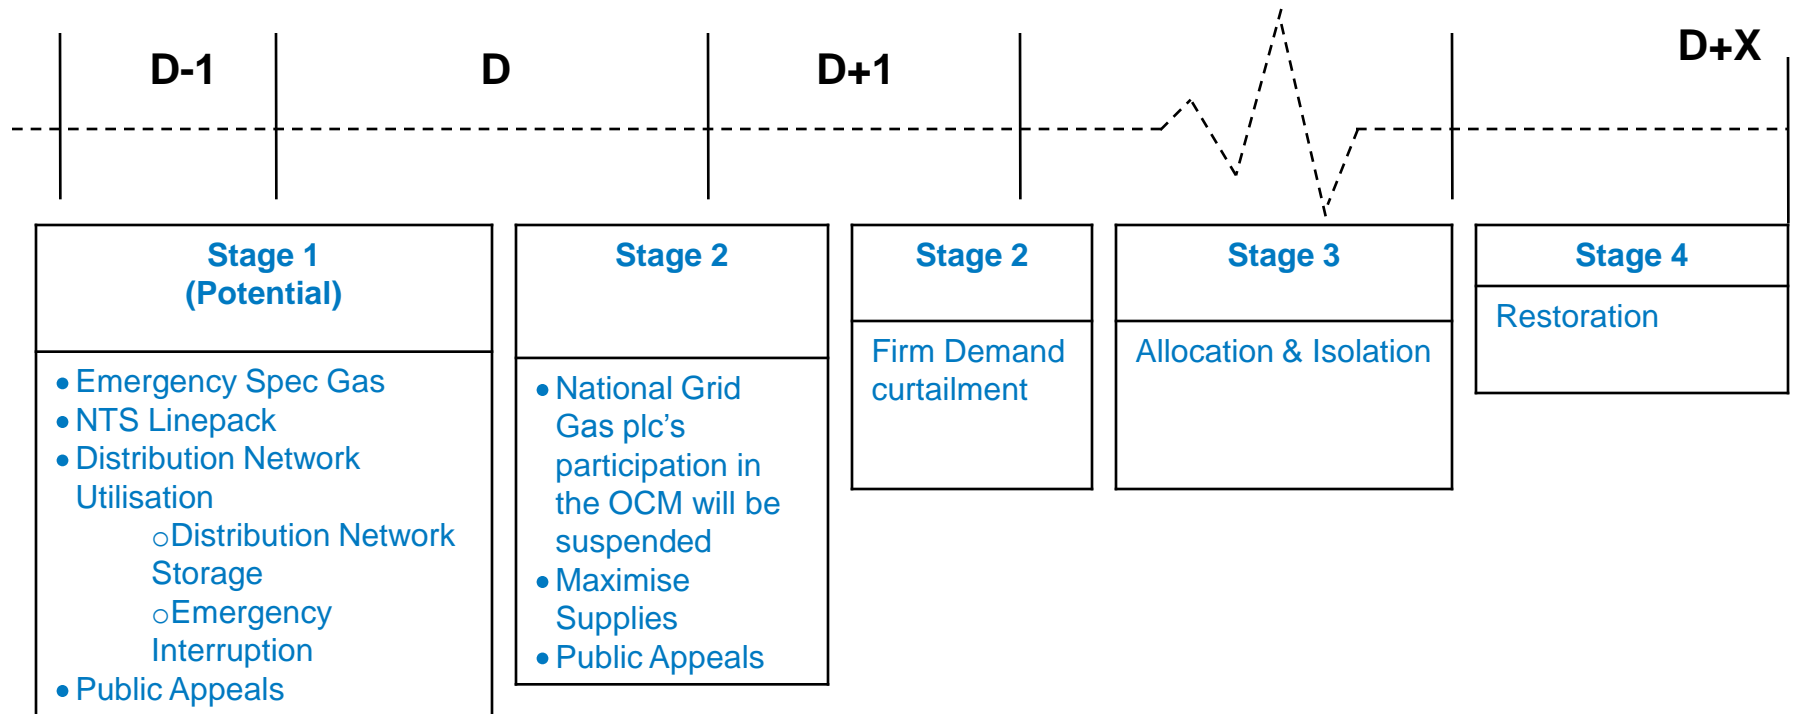 D-1
D
D+1
D+X
Stage 1
(Potential)
• Emergency Spec Gas
• NTS Linepack
• Distribution Network
Utilisation
○Distribution Network
Storage
○Emergency
Interruption
• Public Appeals
Stage 2
• National Grid
Gas plc’s
participation in
the OCM will be
suspended
• Maximise
Supplies
• Public Appeals
Stage 2
Firm Demand
curtailment
Stage 3
Allocation & Isolation
Stage 4
Restoration